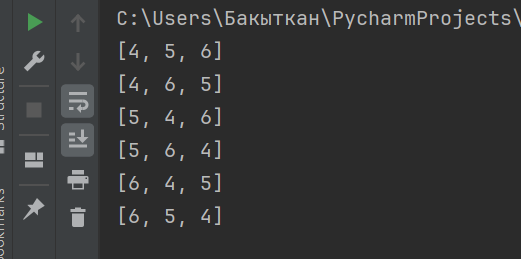 C:\Users\Бакыткан\PycharmProjects\
[4, 5, 6]
[4, 6, 5]
[5, 4, 6]
[5, 6, 4]
[6, 4, 5]
[6, 5, 4]